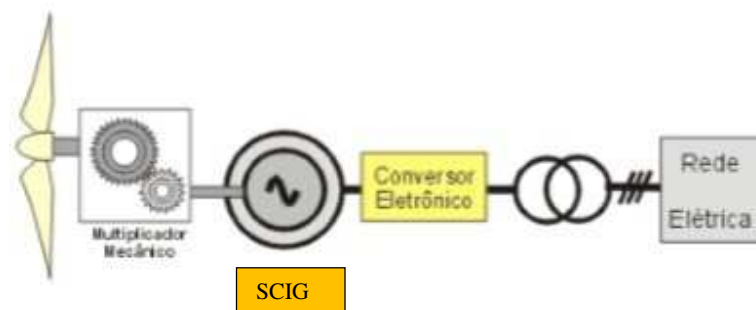 Multiplicador
Mecânico
SCIG
Conversor
Eletrônico
Rede
Elétrica